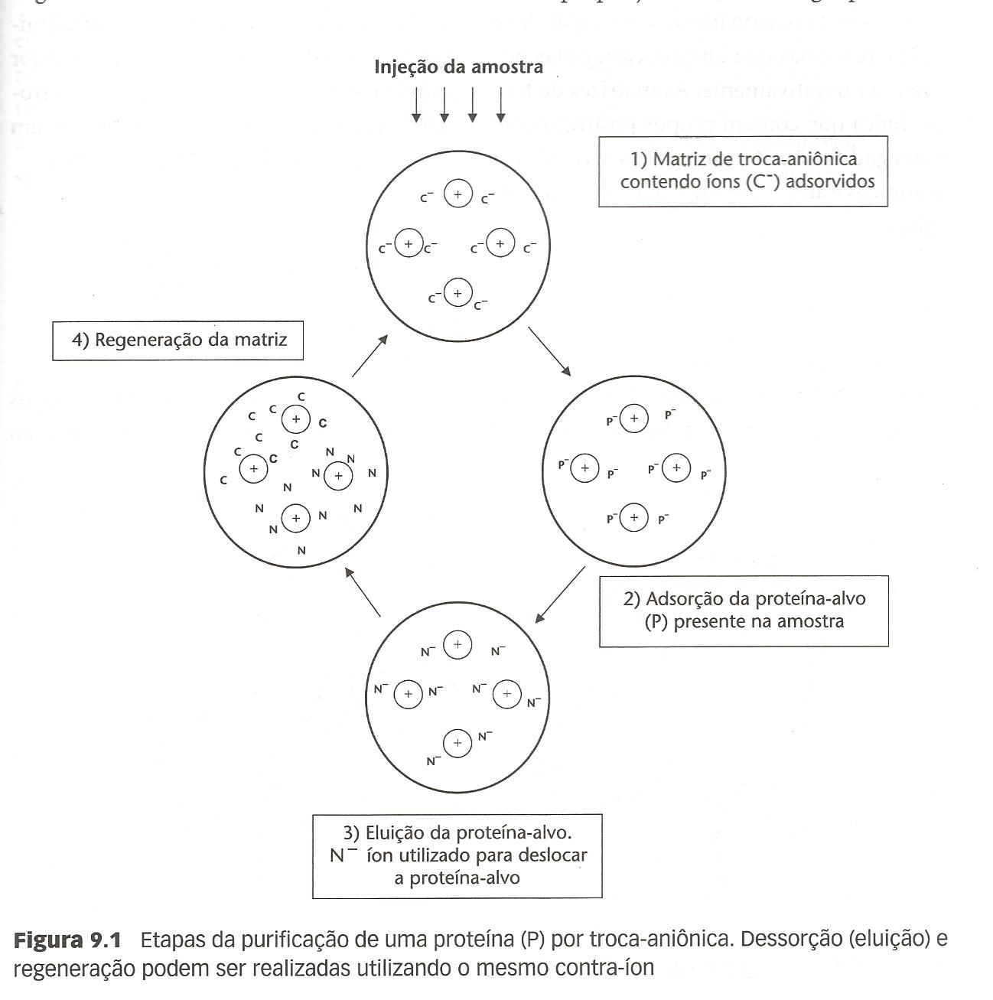 Injeção da amostra
1) Matriz de troca-aniônica
contendo íons (C⁻) adsorvidos
C⁻ + C⁻
C⁻ + C⁻ C⁻ + C⁻
C⁻ + C⁻
4) Regeneração da matriz
C
C C + C
C C
C + C
C
N N
N + N
N
N N
N + N
N
P⁻ + P⁻
P⁻ + P⁻ P⁻ + P⁻
P⁻ + P⁻
2) Adsorção da proteína-alvo
(P) presente na amostra
N⁻ + N⁻
N⁻ + N⁻ N⁻ + N⁻
N⁻ + N⁻
3) Eluição da proteína-alvo.
N⁻ íon utilizado para deslocar
a proteína-alvo
Figura 9.1 Etapas da purificação de uma proteína (P) por troca-aniônica. Dessorção (eluição) e
regeneração podem ser realizadas utilizando o mesmo contra-íon